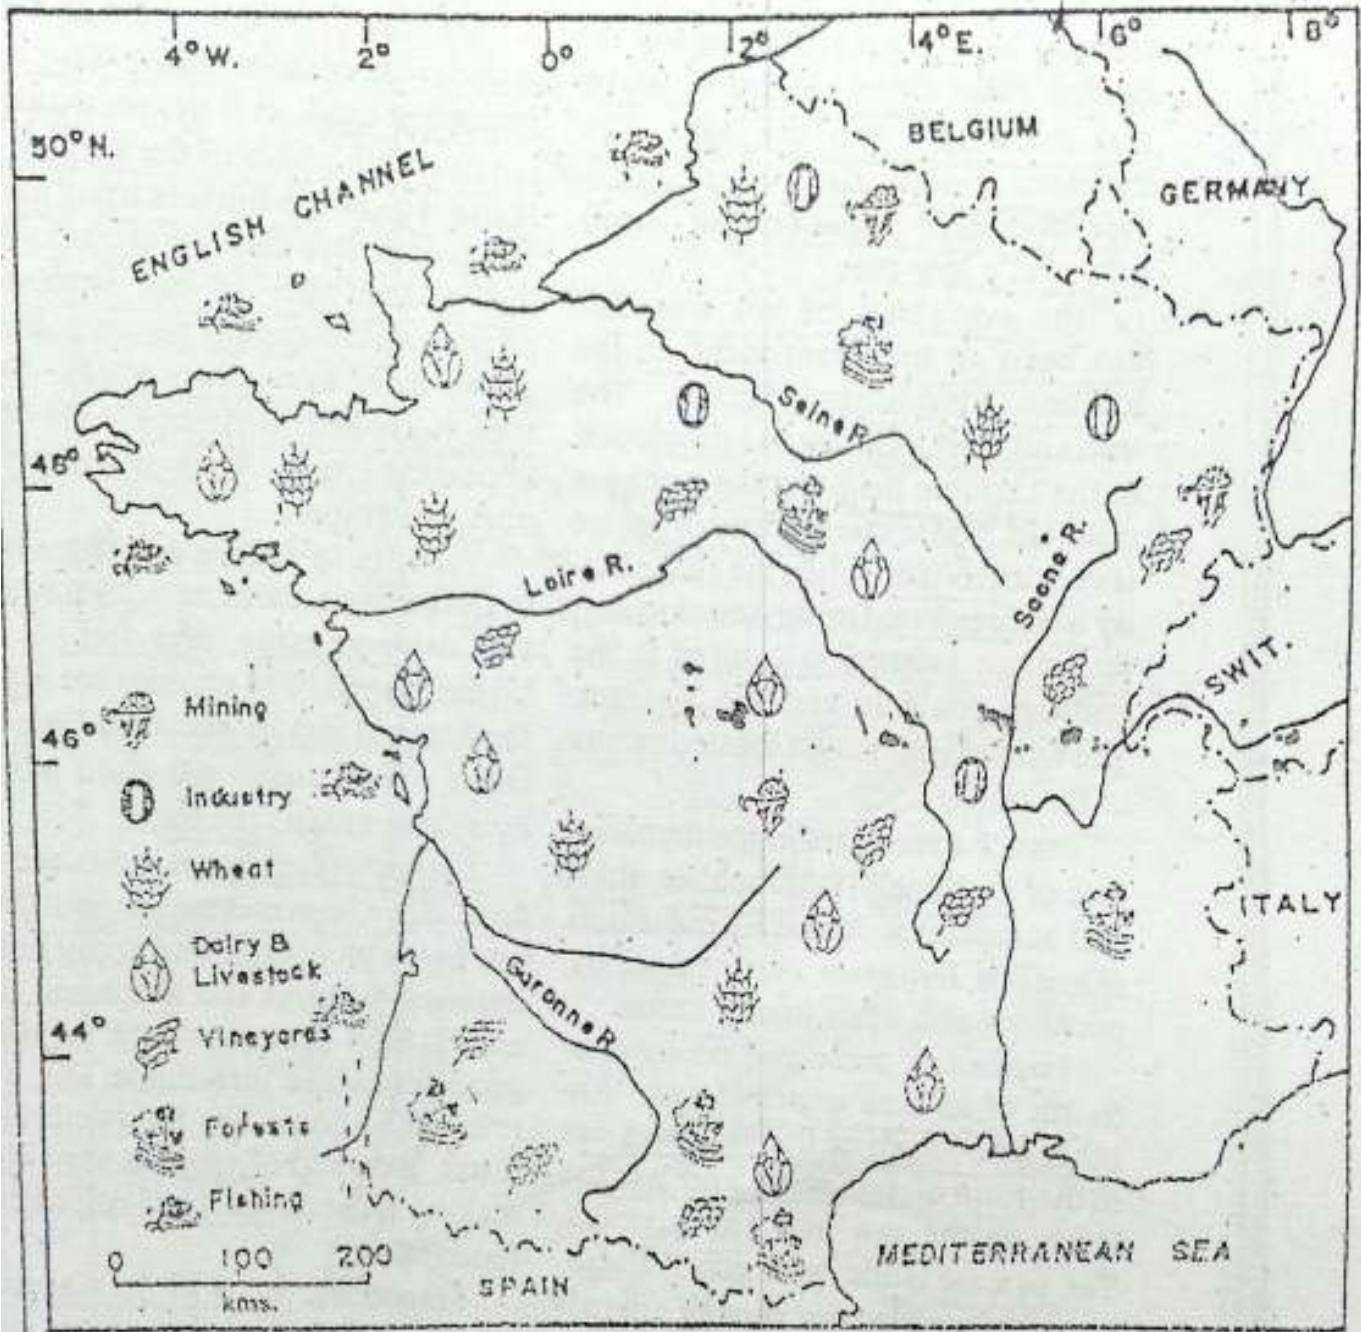 4° W.
2°
0°
2°
4° E.
6°
8°
50° N.
ENGLISH CHANNEL
BELGIUM
GERMANY
Seine R.
48°
Loire R.
Saone R.
SWIT.
46°
Mining
Industry
Wheat
Dairy &
Livestock
Vineyards
Forests
Fishing
ITALY
Garonne R.
44°
0 100 200
kms.
SPAIN
MEDITERRANEAN SEA